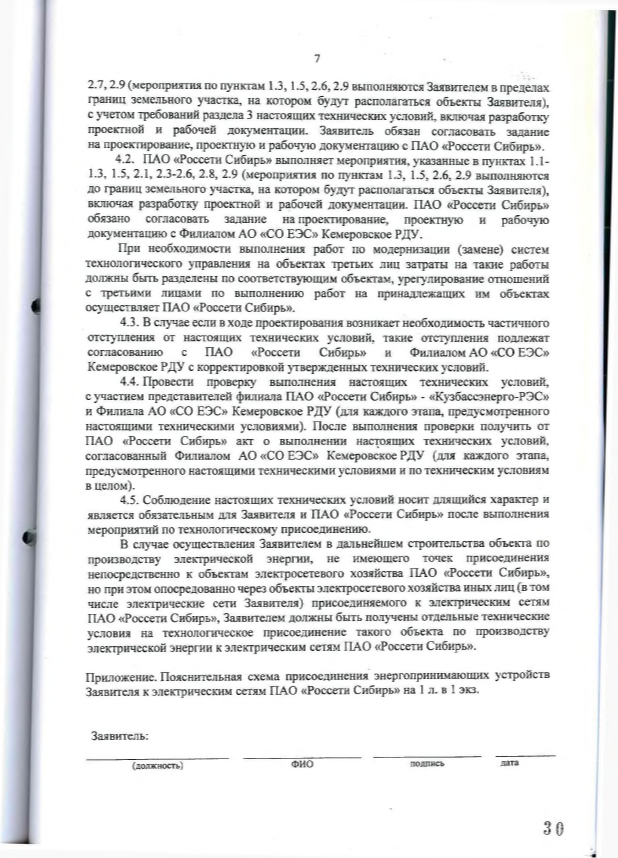 7
2.7, 2.9 (мероприятия по пунктам 1.3, 1.5, 2.6, 2.9 выполняются Заявителем в пределах
границ земельного участка, на котором будут располагаться объекты Заявителя),
с учетом требований раздела 3 настоящих технических условий, включая разработку
проектной и рабочей документации. Заявитель обязан согласовать задание
на проектирование, проектную и рабочую документацию с ПАО «Россети Сибирь».
4.2. ПАО «Россети Сибирь» выполняет мероприятия, указанные в пунктах 1.1-
1.3, 1.5, 2.1, 2.3-2.6, 2.8, 2.9 (мероприятия по пунктам 1.3, 1.5, 2.6, 2.9 выполняются
до границ земельного участка, на котором будут располагаться объекты Заявителя),
включая разработку проектной и рабочей документации. ПАО «Россети Сибирь»
обязано согласовать задание на проектирование, проектную и рабочую
документацию с Филиалом АО «СО ЕЭС» Кемеровское РДУ.
При необходимости выполнения работ по модернизации (замене) систем
технологического управления на объектах третьих лиц затраты на такие работы
должны быть разделены по соответствующим объектам, урегулирование отношений
с третьими лицами по выполнению работ на принадлежащих им объектах
осуществляет ПАО «Россети Сибирь».
4.3. В случае если в ходе проектирования возникает необходимость частичного
отступления от настоящих технических условий, такие отступления подлежат
согласованию с ПАО «Россети Сибирь» и Филиалом АО «СО ЕЭС»
Кемеровское РДУ с корректировкой утвержденных технических условий.
4.4. Провести проверку выполнения настоящих технических условий,
с участием представителей филиала ПАО «Россети Сибирь» - «Кузбассэнерго-РЭС»
и Филиала АО «СО ЕЭС» Кемеровское РДУ (для каждого этапа, предусмотренного
настоящими техническими условиями). После выполнения проверки получить от
ПАО «Россети Сибирь» акт о выполнении настоящих технических условий,
согласованный Филиалом АО «СО ЕЭС» Кемеровское РДУ (для каждого этапа,
предусмотренного настоящими техническими условиями и по техническим условиям
в целом).
4.5. Соблюдение настоящих технических условий носит длящийся характер и
является обязательным для Заявителя и ПАО «Россети Сибирь» после выполнения
мероприятий по технологическому присоединению.
В случае осуществления Заявителем в дальнейшем строительства объекта по
производству электрической энергии, не имеющего точек присоединения
непосредственно к объектам электросетевого хозяйства ПАО «Россети Сибирь»,
но при этом опосредованно через объекты электросетевого хозяйства иных лиц (в том
числе электрические сети Заявителя) присоединяемого к электрическим сетям
ПАО «Россети Сибирь», Заявителем должны быть получены отдельные технические
условия на технологическое присоединение такого объекта по производству
электрической энергии к электрическим сетям ПАО «Россети Сибирь».
Приложение. Пояснительная схема присоединения энергопринимающих устройств
Заявителя к электрическим сетям ПАО «Россети Сибирь» на 1 л. в 1 экз.
Заявитель:
(должность) ФИО подпись дата
30